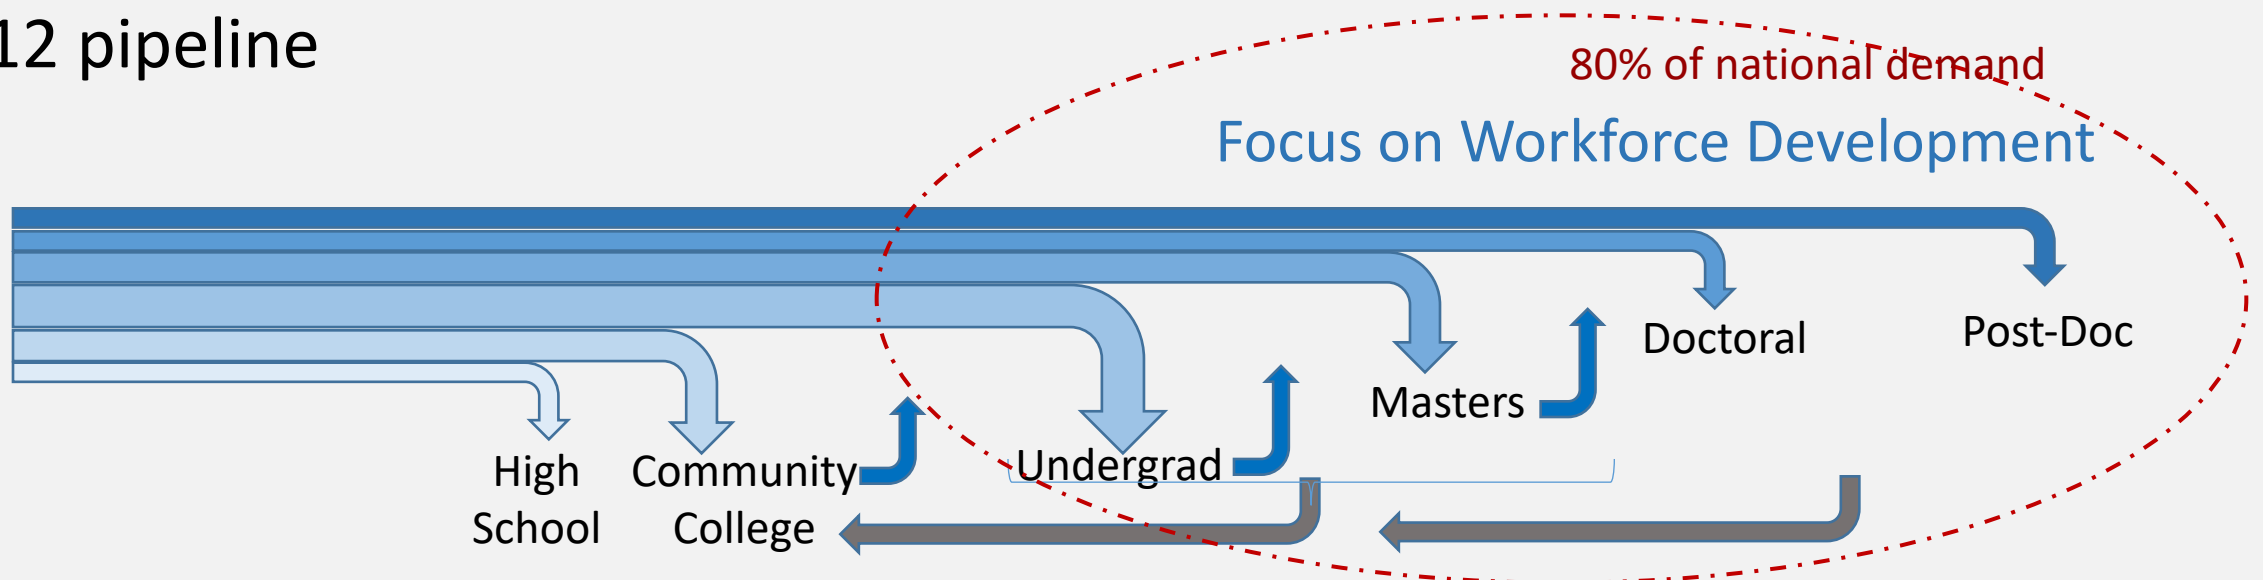 12 pipeline
80% of national demand
Focus on Workforce Development
Doctoral
Post-Doc
Masters
High
School
Community
College
Undergrad